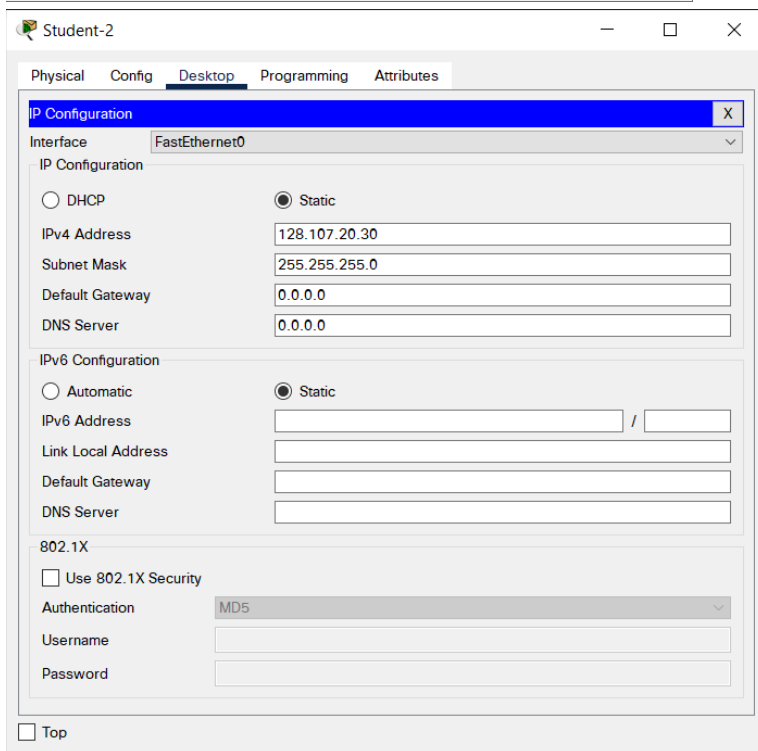 Student-2
Physical Config Desktop Programming Attributes
IP Configuration X
Interface FastEthernet0
IP Configuration
DHCP Static
IPv4 Address 128.107.20.30
Subnet Mask 255.255.255.0
Default Gateway 0.0.0.0
DNS Server 0.0.0.0
IPv6 Configuration
Automatic Static
IPv6 Address /
Link Local Address
Default Gateway
DNS Server
802.1X
Use 802.1X Security
Authentication MD5
Username
Password
Top